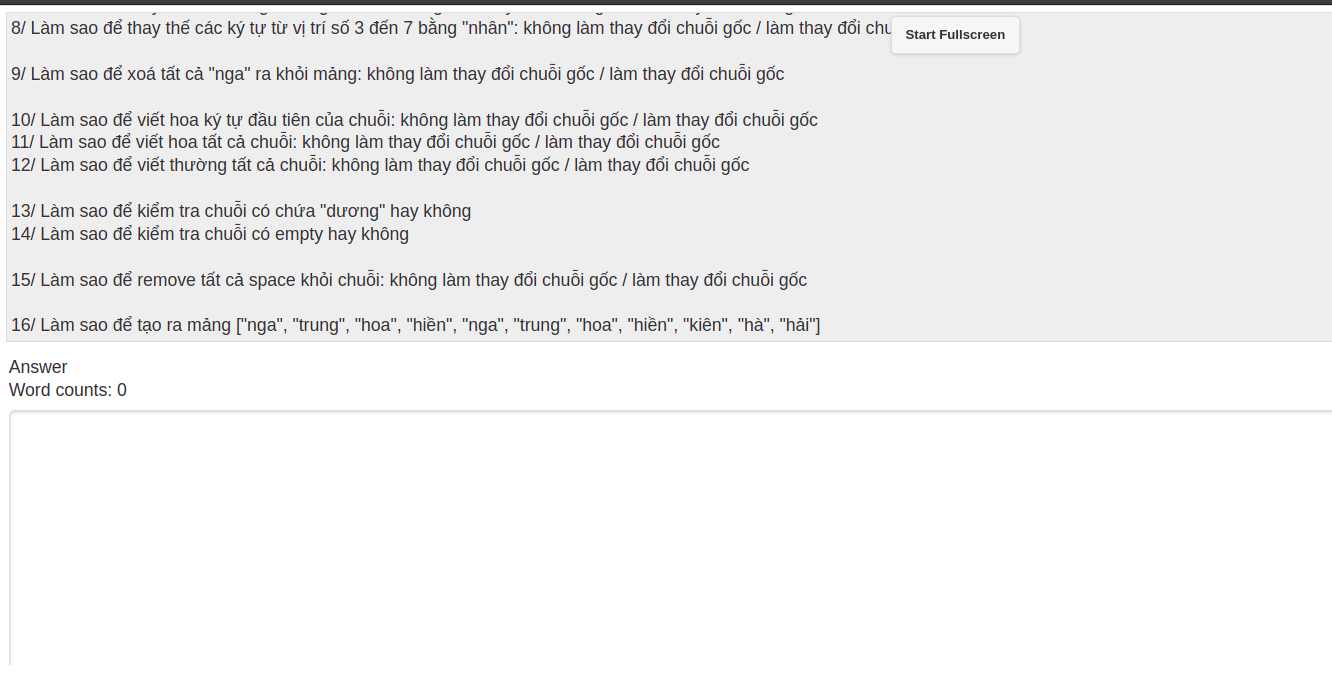 8/ Làm sao để thay thế các ký tự từ vị trí số 3 đến 7 bằng "nhân": không làm thay đổi chuỗi gốc / làm thay đổi
Start Fullscreen
9/ Làm sao để xoá tất cả "nga" ra khỏi mảng: không làm thay đổi chuỗi gốc / làm thay đổi chuỗi gốc
10/ Làm sao để viết hoa ký tự đầu tiên của chuỗi: không làm thay đổi chuỗi gốc / làm thay đổi chuỗi gốc
11/ Làm sao để viết hoa tất cả chuỗi: không làm thay đổi chuỗi gốc / làm thay đổi chuỗi gốc
12/ Làm sao để viết thường tất cả chuỗi: không làm thay đổi chuỗi gốc / làm thay đổi chuỗi gốc
13/ Làm sao để kiểm tra chuỗi có chứa "dương" hay không
14/ Làm sao để kiểm tra chuỗi có empty hay không
15/ Làm sao để remove tất cả space khỏi chuỗi: không làm thay đổi chuỗi gốc / làm thay đổi chuỗi gốc
16/ Làm sao để tạo ra mảng ["nga", "trung", "hoa", "hiền", "nga", "trung", "hoa", "hiền", "kiên", "hà", "hải"]
Answer
Word counts: 0